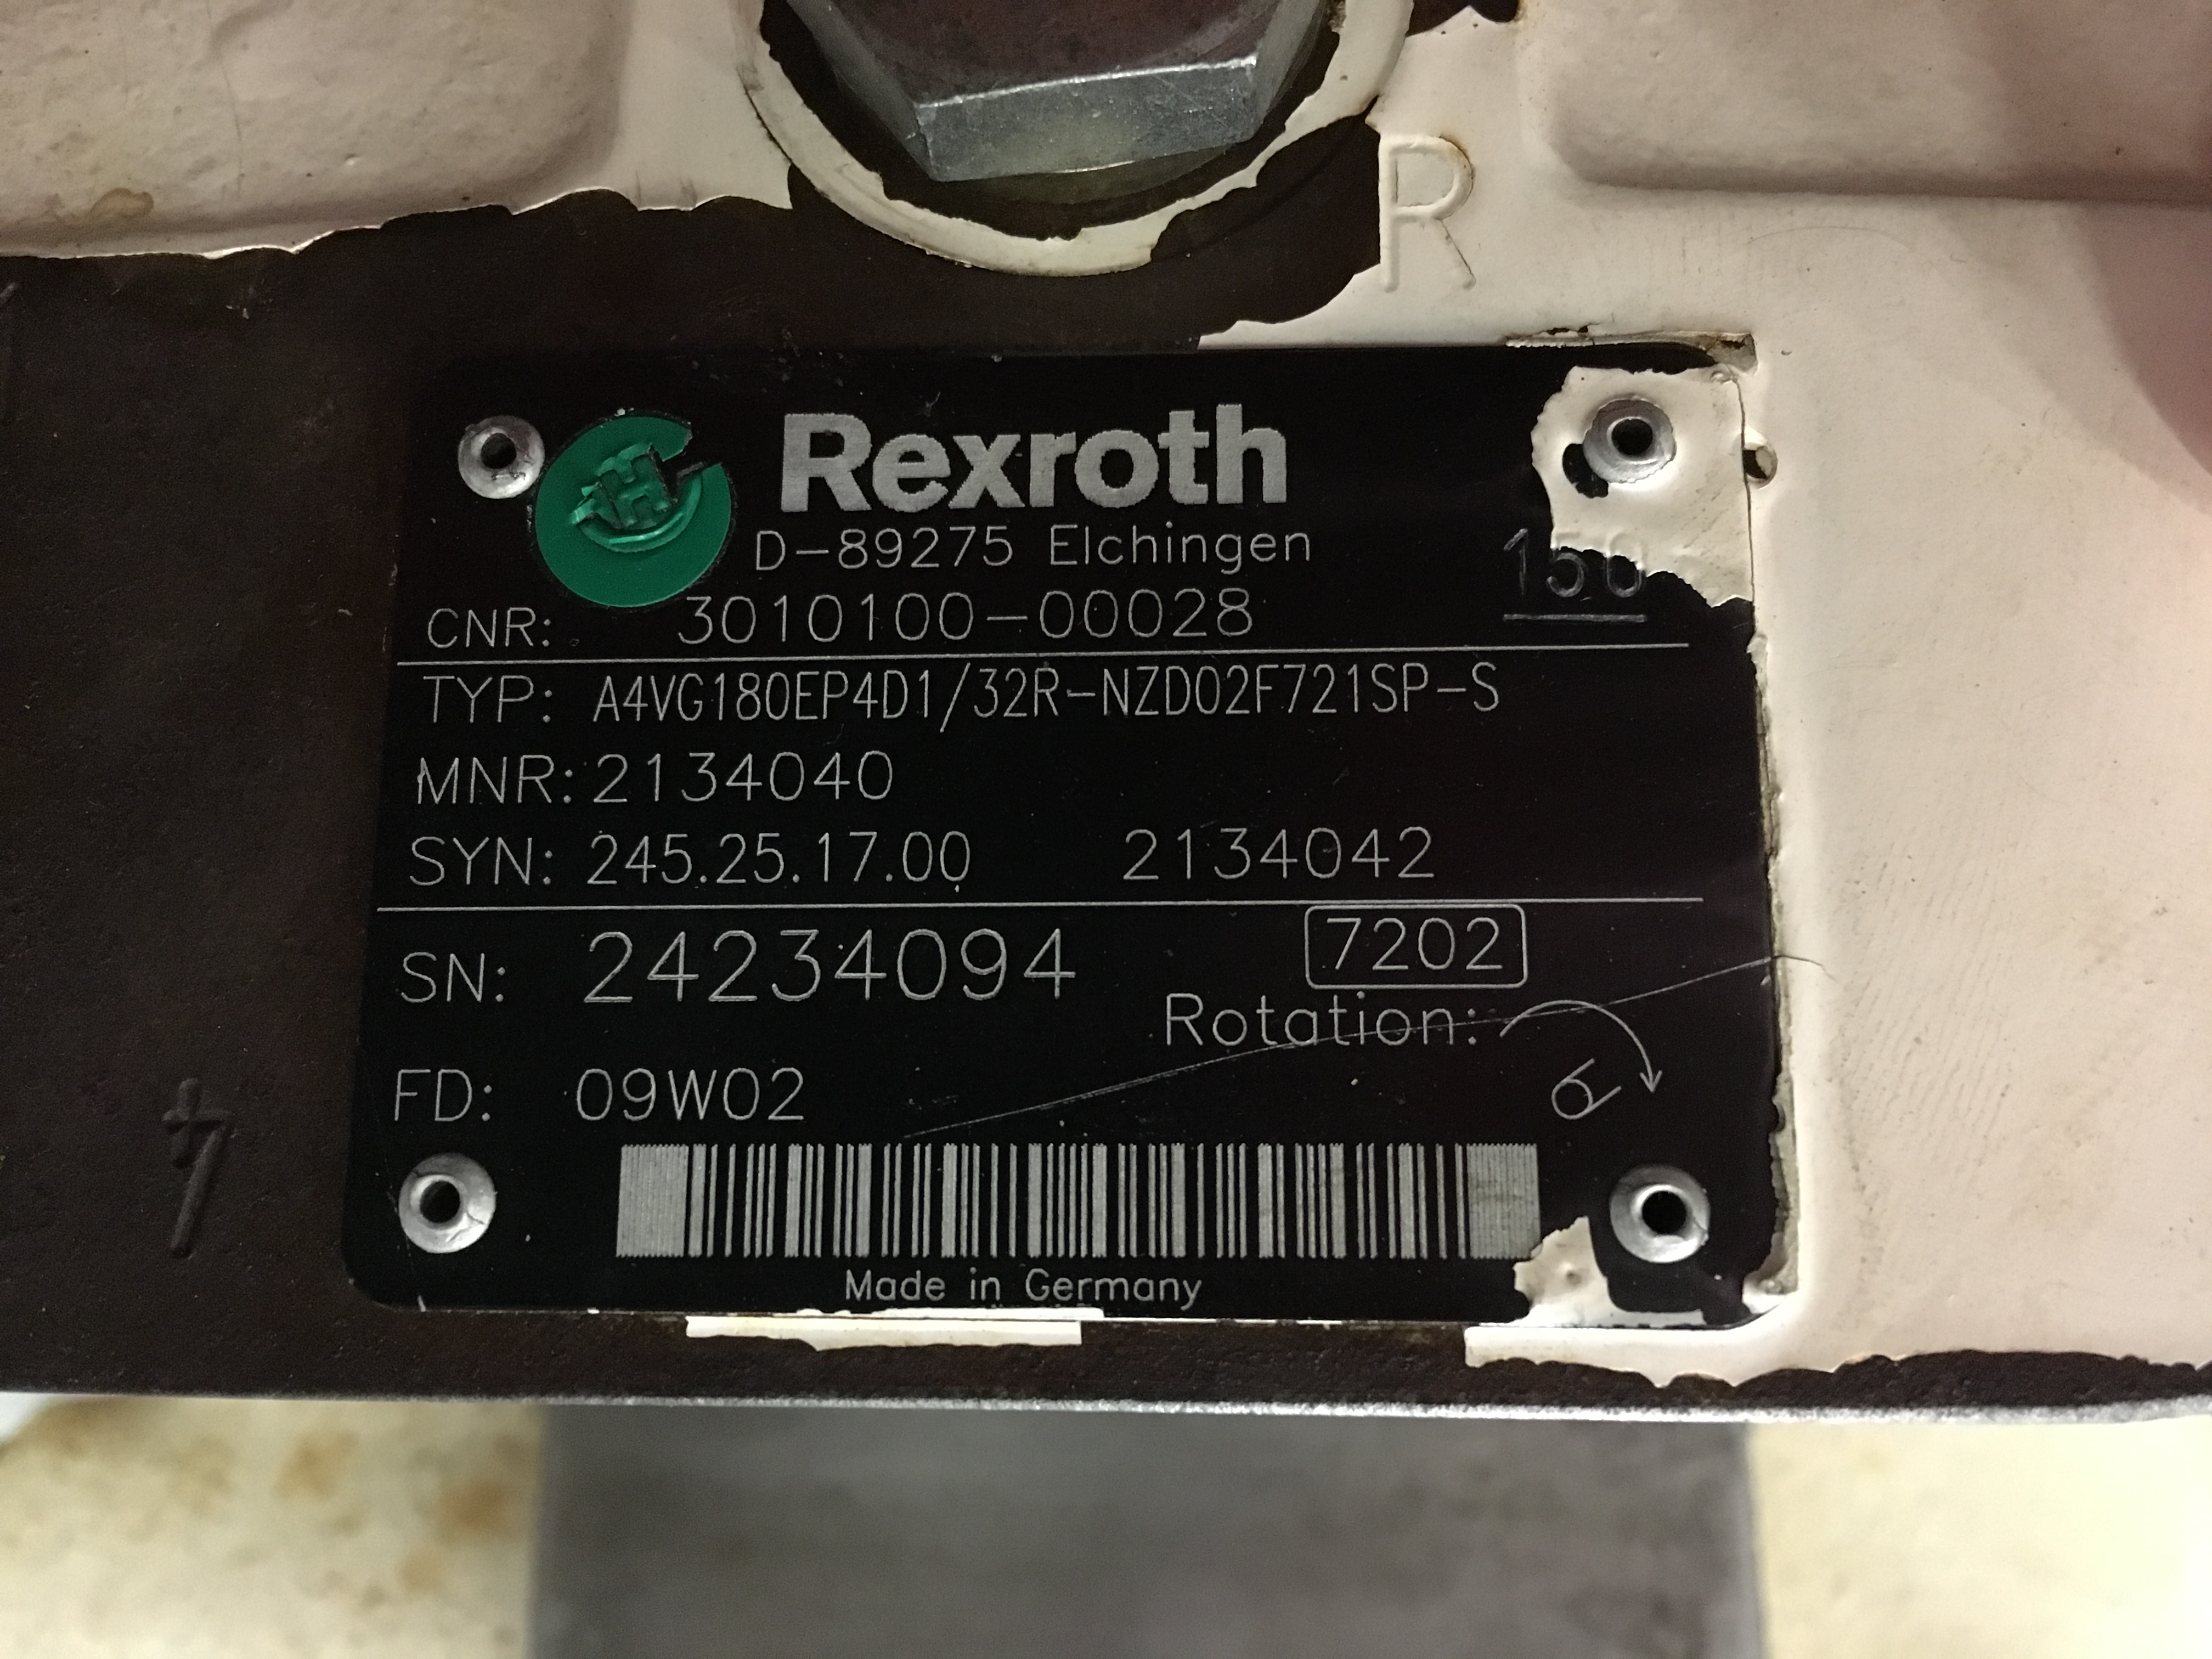 R
Rexroth
D-89275 Elchingen
150
CNR: 3010100-00028
TYP: A4VG180EP4D1/32R-NZD02F721SP-S
MNR: 2134040
SYN: 245.25.17.00 2134042
SN: 24234094 7202
Rotation:
FD: 09W02
Made in Germany